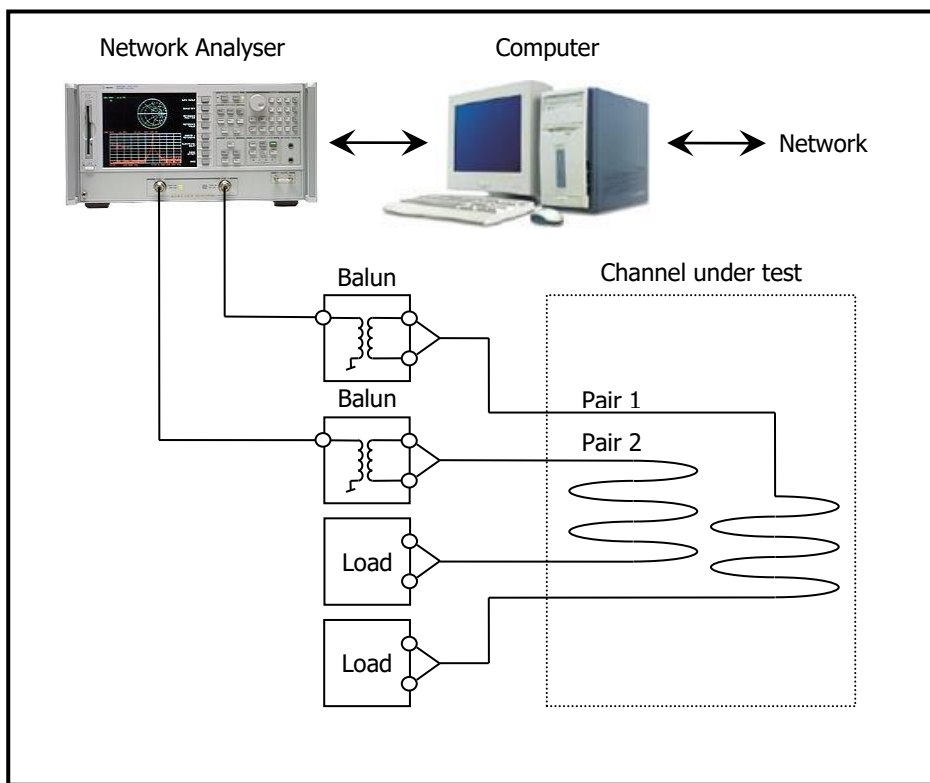 Network Analyser
Computer
Network
Balun
Channel under test
Balun
Pair 1
Pair 2
Load
Load